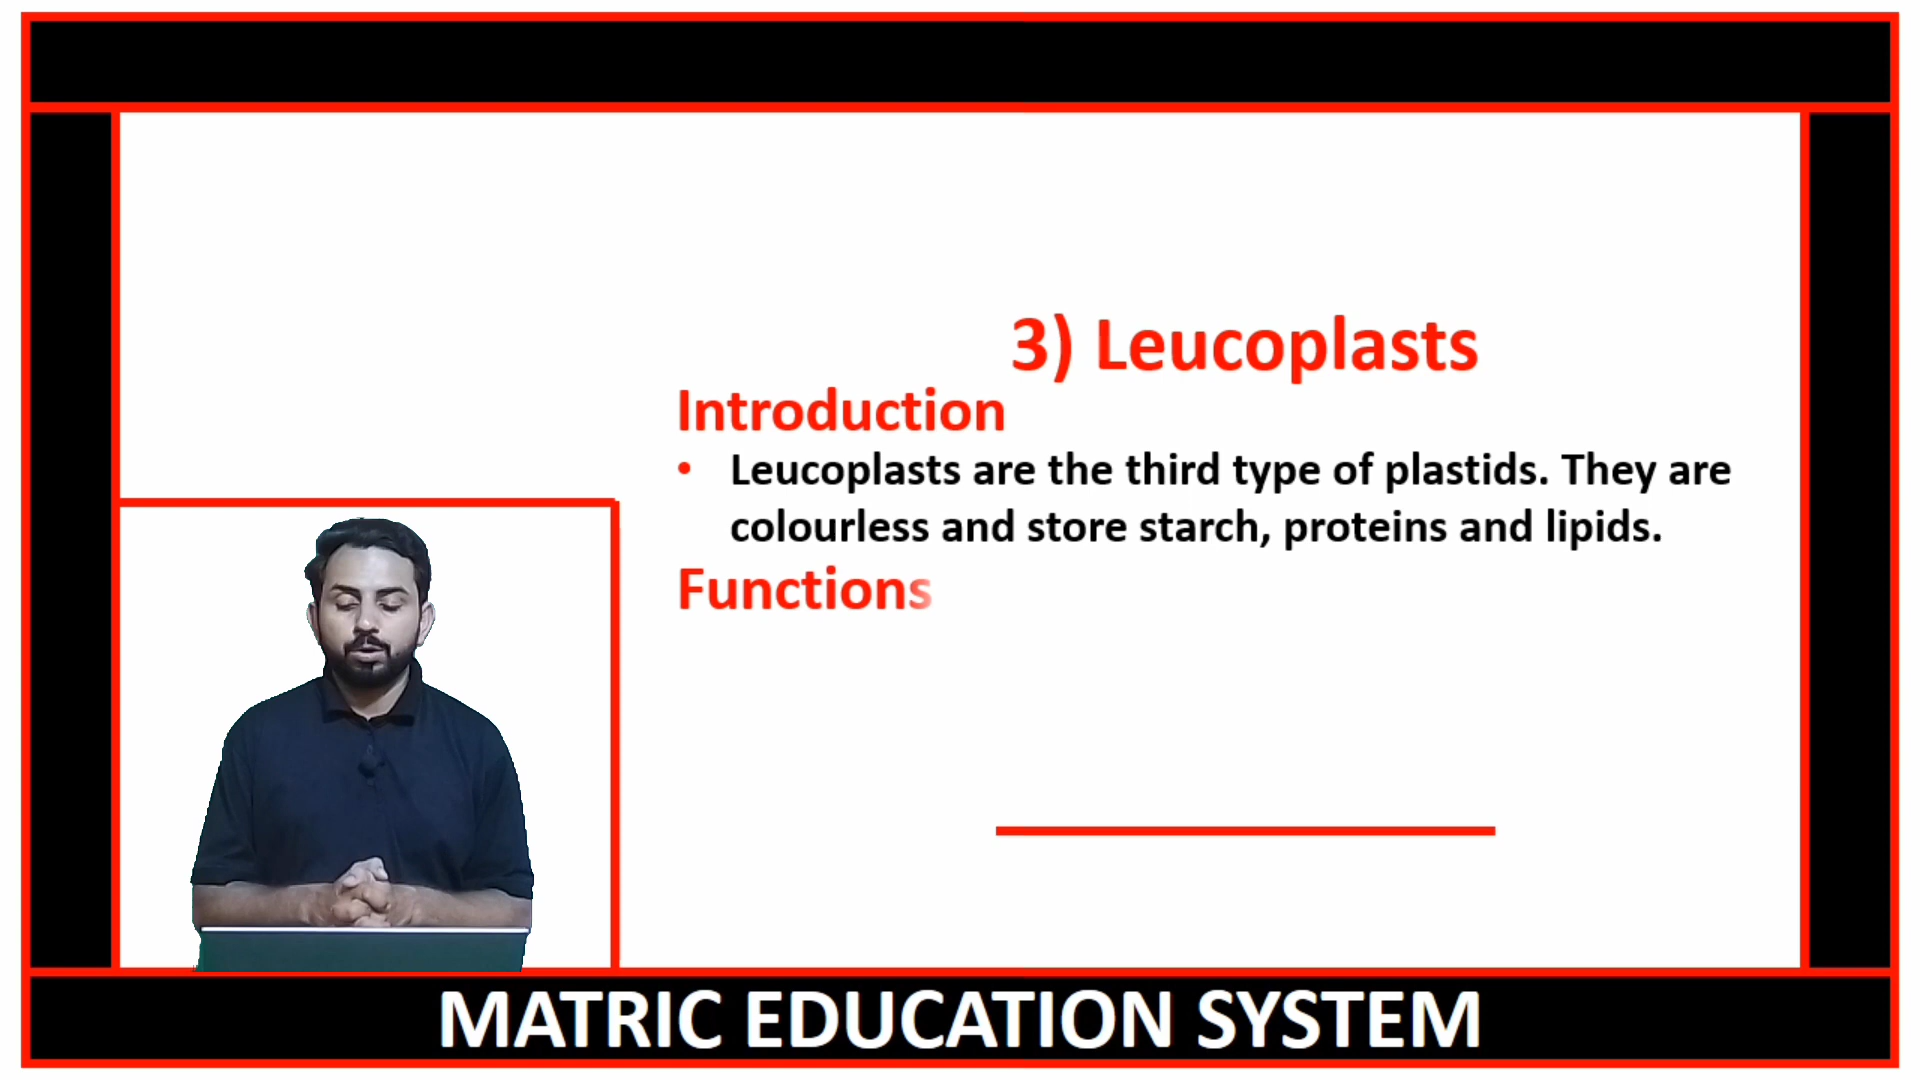 3) Leucoplasts
Introduction
• Leucoplasts are the third type of plastids. They are
colourless and store starch, proteins and lipids.
Functions
MATRIC EDUCATION SYSTEM